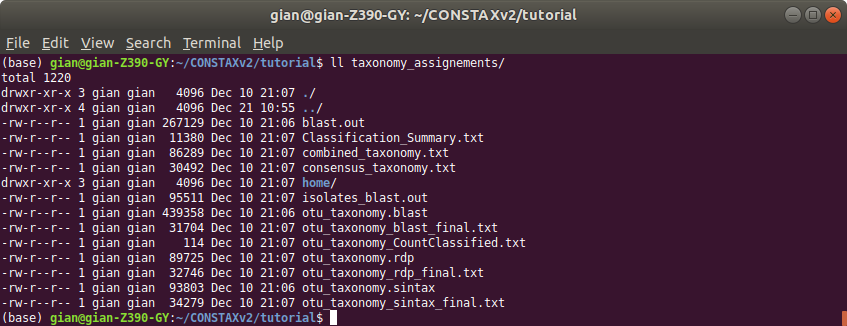 gian@gian-Z390-GY: ~/CONSTAXv2/tutorial
File Edit View Search Terminal Help
(base) gian@gian-Z390-GY:~/CONSTAXv2/tutorial$ ll taxonomy_assignements/
total 1220
drwxr-xr-x 3 gian gian   4096 Dec 10 21:07 ./
drwxr-xr-x 4 gian gian   4096 Dec 21 10:55 ../
-rw-r--r-- 1 gian gian 267129 Dec 10 21:06 blast.out
-rw-r--r-- 1 gian gian  11380 Dec 10 21:07 Classification_Summary.txt
-rw-r--r-- 1 gian gian  86289 Dec 10 21:07 combined_taxonomy.txt
-rw-r--r-- 1 gian gian  30492 Dec 10 21:07 consensus_taxonomy.txt
drwxr-xr-x 3 gian gian   4096 Dec 10 21:07 home/
-rw-r--r-- 1 gian gian  95511 Dec 10 21:07 isolates_blast.out
-rw-r--r-- 1 gian gian 439358 Dec 10 21:06 otu_taxonomy.blast
-rw-r--r-- 1 gian gian  31704 Dec 10 21:07 otu_taxonomy_blast_final.txt
-rw-r--r-- 1 gian gian    114 Dec 10 21:07 otu_taxonomy_CountClassified.txt
-rw-r--r-- 1 gian gian  89725 Dec 10 21:07 otu_taxonomy.rdp
-rw-r--r-- 1 gian gian  32746 Dec 10 21:07 otu_taxonomy_rdp_final.txt
-rw-r--r-- 1 gian gian  93803 Dec 10 21:06 otu_taxonomy.sintax
-rw-r--r-- 1 gian gian  34279 Dec 10 21:07 otu_taxonomy_sintax_final.txt
(base) gian@gian-Z390-GY:~/CONSTAXv2/tutorial$